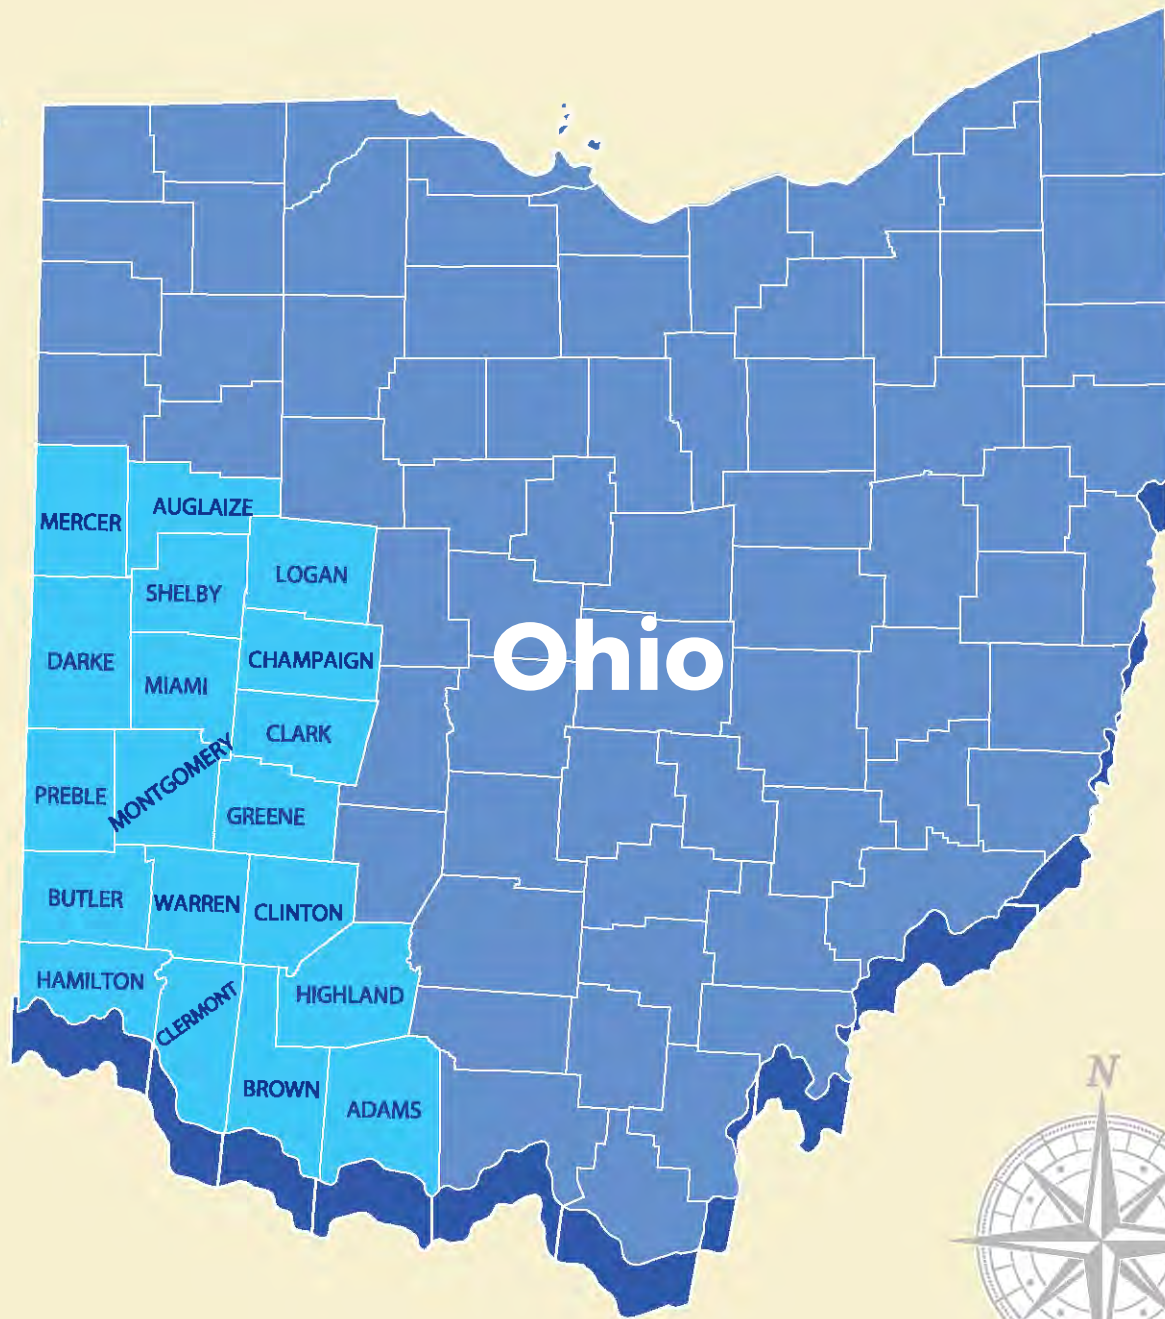 MERCER
AUGLAIZE
LOGAN
SHELBY
Ohio
DARKE
CHAMPAIGN
MIAMI
CLARK
MONTGOMERY
PREBLE
GREENE
BUTLER
WARREN
CLINTON
HAMILTON
HIGHLAND
CLERMONT
N
BROWN
ADAMS